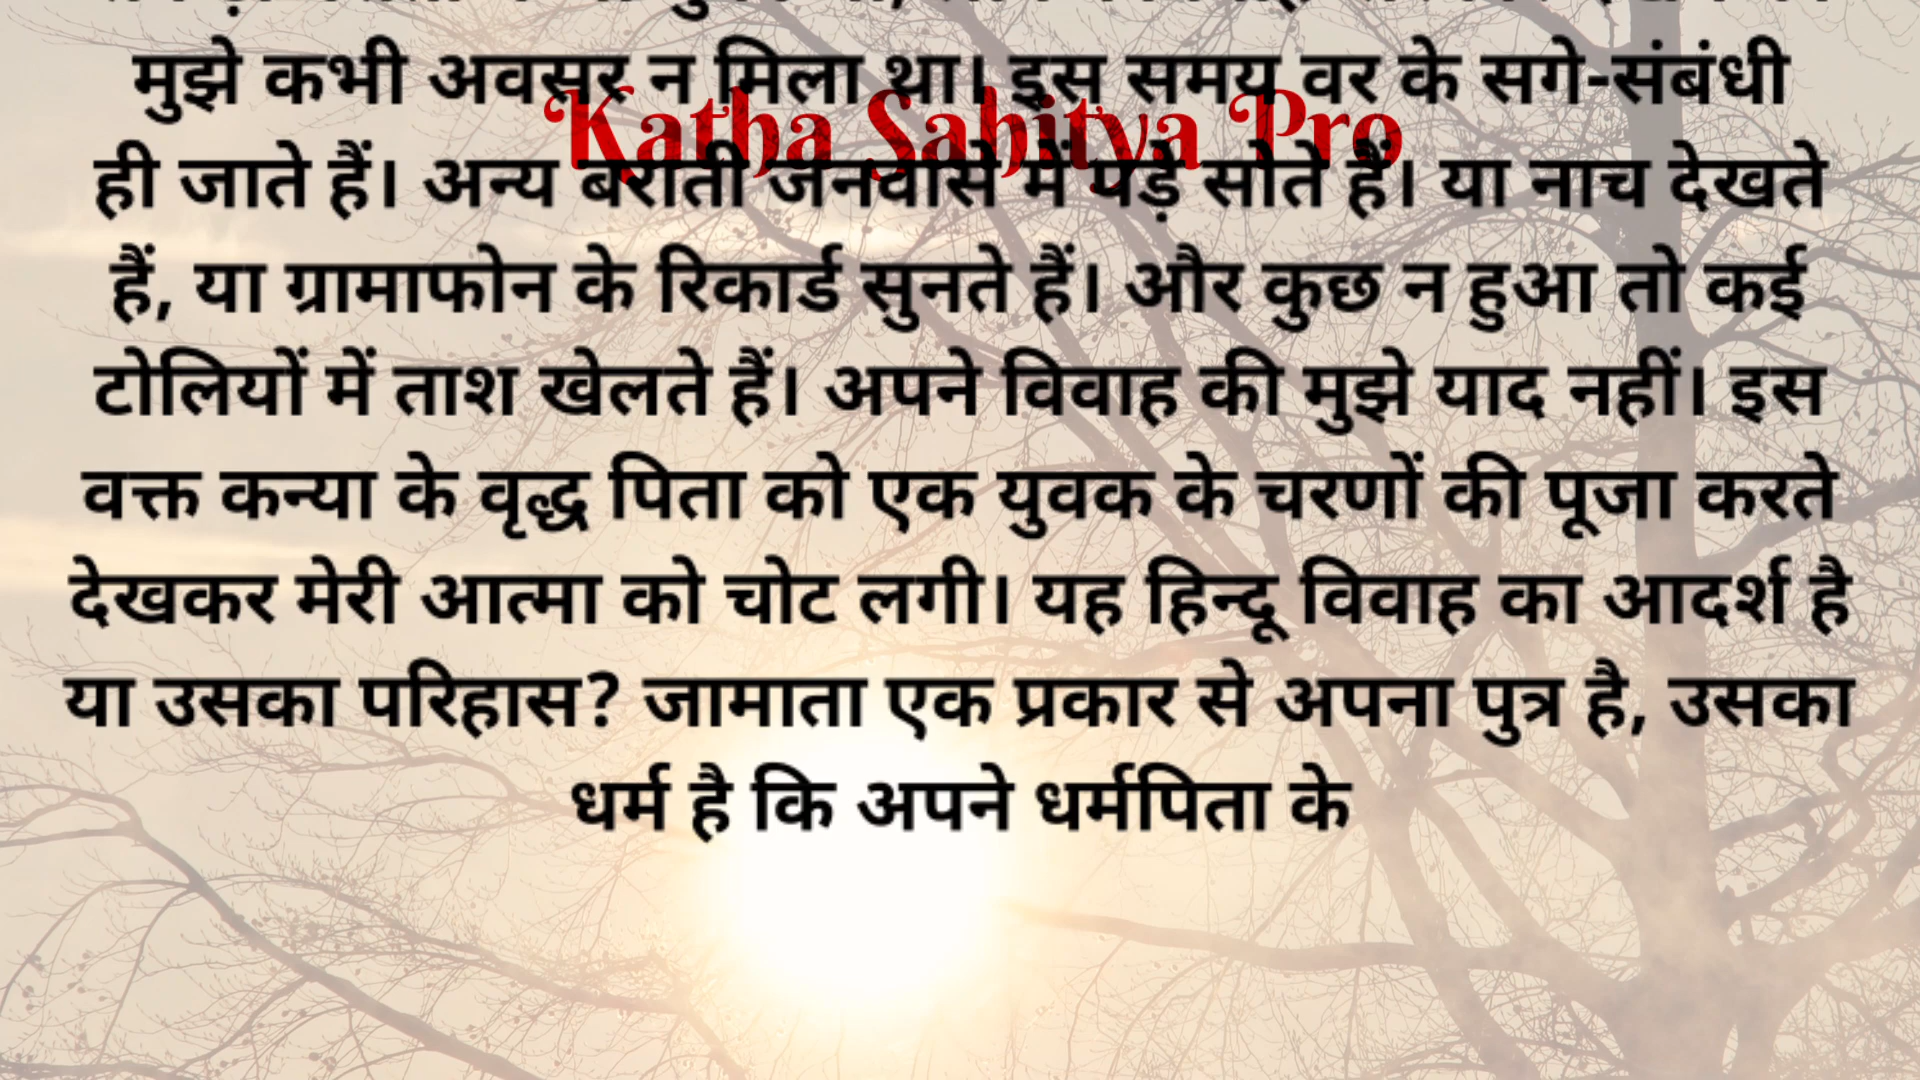 मुझे कभी अवसर न मिला था। इस समय वर के सगे-संबंधी
Katha Sahitya Pro
ही जाते हैं। अन्य बराती जनवासे में पड़े सोते हैं। या नाच देखते
हैं, या ग्रामाफोन के रिकार्ड सुनते हैं। और कुछ न हुआ तो कई
टोलियों में ताश खेलते हैं। अपने विवाह की मुझे याद नहीं। इस
वक्त कन्या के वृद्ध पिता को एक युवक के चरणों की पूजा करते
देखकर मेरी आत्मा को चोट लगी। यह हिन्दू विवाह का आदर्श है
या उसका परिहास? जामाता एक प्रकार से अपना पुत्र है, उसका
धर्म है कि अपने धर्मपिता के